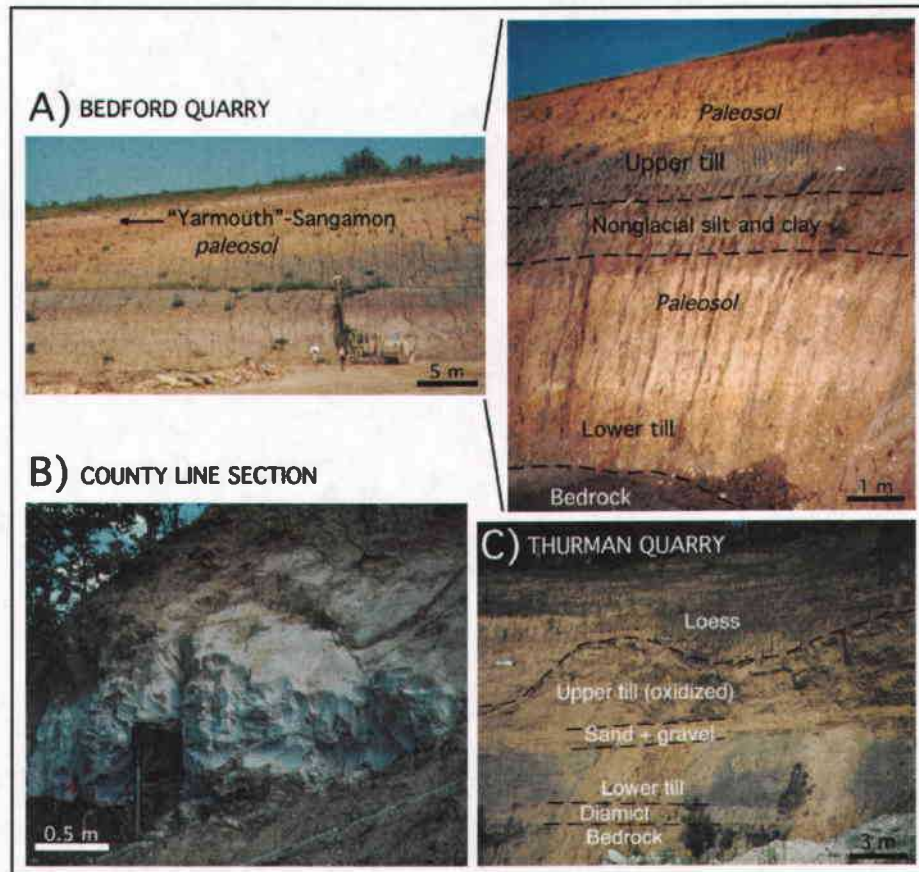 A) BEDFORD QUARRY
"Yarmouth"-Sangamon
paleosol
5 m
Paleosol
Upper till
Nonglacial silt and clay
Paleosol
Lower till
Bedrock
1 m
B) COUNTY LINE SECTION
0.5 m
C) THURMAN QUARRY
Loess
Upper till (oxidized)
Sand + gravel
Lower till
Diamict
Bedrock
3 m